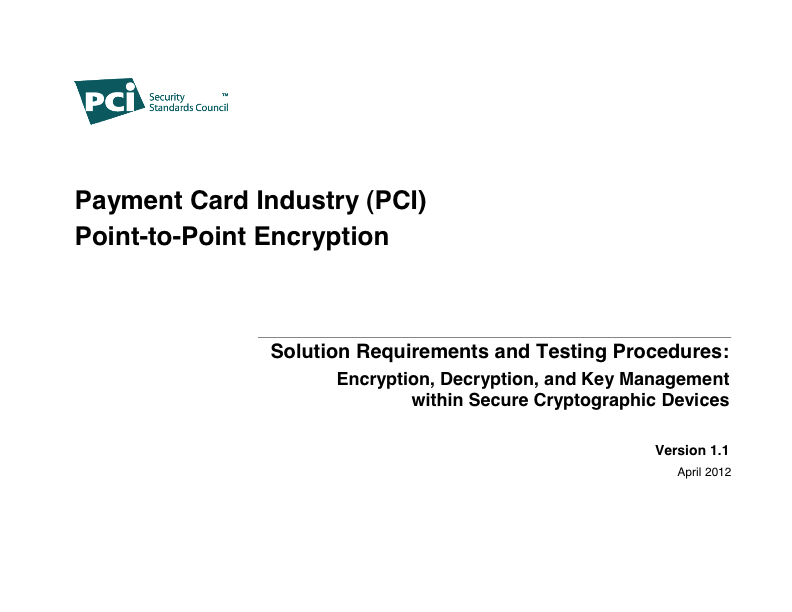 PCI
Security ™
Standards Council
Payment Card Industry (PCI)
Point-to-Point Encryption
Solution Requirements and Testing Procedures:
Encryption, Decryption, and Key Management
within Secure Cryptographic Devices
Version 1.1
April 2012